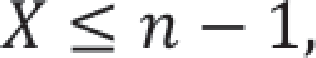 X ≤ n − 1,